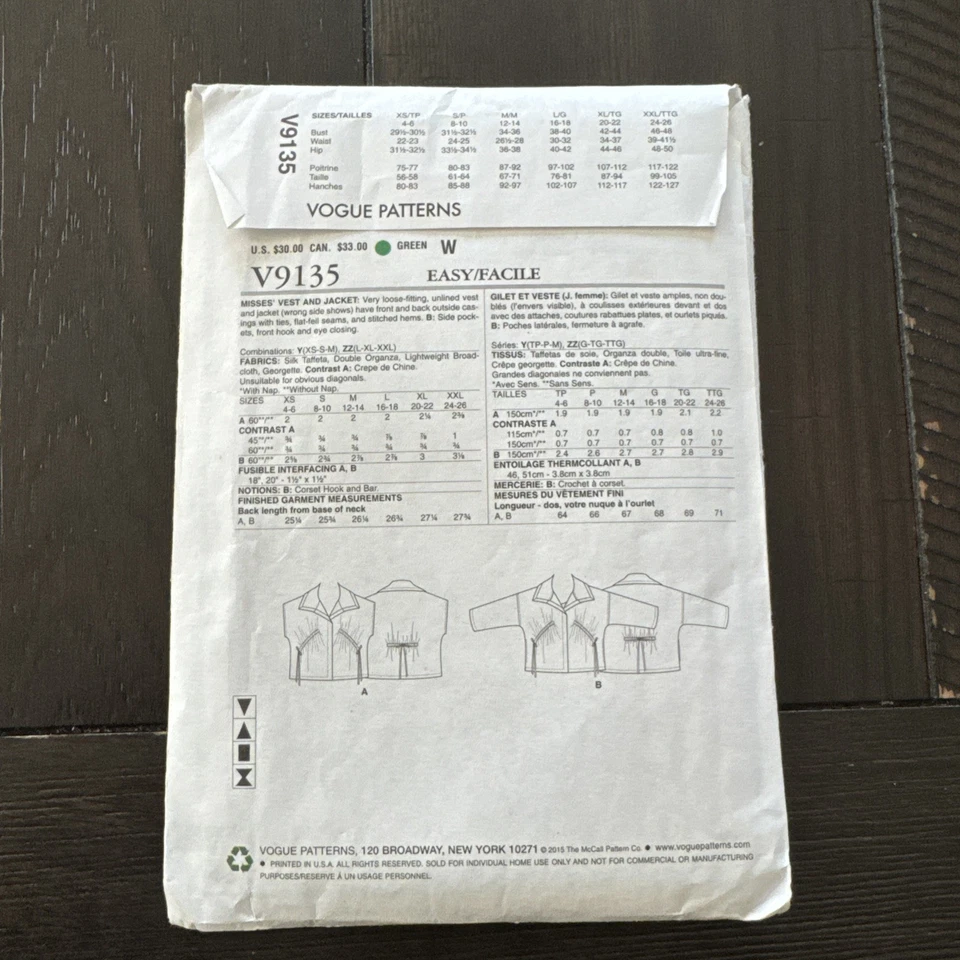 V9135
SIZES/TAILLES XS/TP S/P M/M L/G XL/TG XXL/TTG
4-6 8-10 12-14 16-18 20-22 24-26
Bust 29½-30½ 31½-32½ 34-36 38-40 42-44 46-48
Waist 22-23 24-25 26½-28 30-32 34-37 39-41½
Hip 31½-32½ 33½-34½ 36-38 40-42 44-46 48-50
Poitrine 75-77 80-83 87-92 97-102 107-112 117-122
Taille 56-58 61-64 67-71 76-81 87-94 99-105
Hanches 80-83 85-88 92-97 102-107 112-117 122-127
VOGUE PATTERNS
U.S. $30.00 CAN. $33.00 GREEN W
V9135 EASY/FACILE
MISSES' VEST AND JACKET: Very loose-fitting, unlined vest
and jacket (wrong side shows) have front and back outside cas-
ings with ties, flat-fell seams, and stitched hems. B: Side pock-
ets, front hook and eye closing.
Combinations: Y(XS-S-M), ZZ(L-XL-XXL)
FABRICS: Silk Taffeta, Double Organza, Lightweight Broad-
cloth, Georgette. Contrast A: Crepe de Chine.
Unsuitable for obvious diagonals.
*With Nap. **Without Nap.
SIZES XS S M L XL XXL
4-6 8-10 12-14 16-18 20-22 24-26
A 60"*/** 2 2 2 2 2¼ 2⅜
CONTRAST A
45"*/** ¾ ¾ ¾ ⅞ ⅞ 1
60"*/** ¾ ¾ ¾ ¾ ¾ ¾
B 60"*/** 2⅝ 2¾ 2⅞ 2⅞ 3 3⅛
FUSIBLE INTERFACING A, B
18", 20" - 1½" x 1½"
NOTIONS: B: Corset Hook and Bar.
FINISHED GARMENT MEASUREMENTS
Back length from base of neck
A, B 25¼ 25¾ 26¼ 26¾ 27¼ 27¾
GILET ET VESTE (J. femme): Gilet et veste amples, non dou-
blés (l'envers visible), à coulisses extérieures devant et dos
avec des attaches, coutures rabattues plates, et ourlets piqués.
B: Poches latérales, fermeture à agrafe.
Séries: Y(TP-P-M), ZZ(G-TG-TTG)
TISSUS: Taffetas de soie, Organza double, Toile ultra-fine,
Crêpe georgette. Contraste A: Crêpe de Chine.
Grandes diagonales ne conviennent pas.
*Avec Sens. **Sans Sens.
TAILLES TP P M G TG TTG
4-6 8-10 12-14 16-18 20-22 24-26
A 150cm*/** 1.9 1.9 1.9 1.9 2.1 2.2
CONTRASTE A
115cm*/** 0.7 0.7 0.7 0.8 0.8 1.0
150cm*/** 0.7 0.7 0.7 0.7 0.7 0.7
B 150cm*/** 2.4 2.6 2.7 2.7 2.8 2.9
ENTOILAGE THERMCOLLANT A, B
46, 51cm - 3.8cm x 3.8cm
MERCERIE: B: Crochet à corset.
MESURES DU VÊTEMENT FINI
Longueur - dos, votre nuque à l'ourlet
A, B 64 66 67 68 69 71
A
B
VOGUE PATTERNS, 120 BROADWAY, NEW YORK 10271 © 2015 The McCall Pattern Co. ● www.voguepatterns.com
● PRINTED IN U.S.A. ALL RIGHTS RESERVED. SOLD FOR INDIVIDUAL HOME USE ONLY AND NOT FOR COMMERCIAL OR MANUFACTURING
PURPOSES/RESERVE À UN USAGE PERSONNEL.